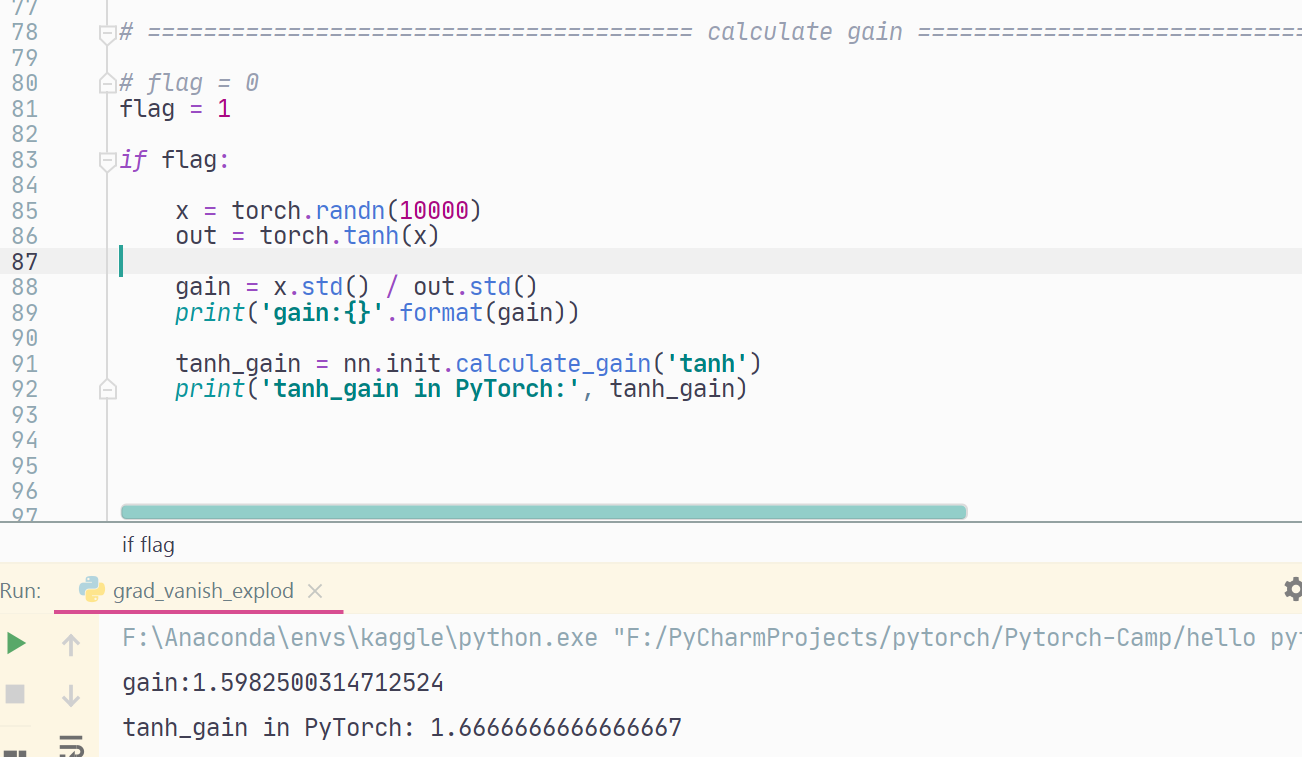 77
78 # ======================================= calculate gain ===========================
79
80 # flag = 0
81 flag = 1
82
83 if flag:
84
85 x = torch.randn(10000)
86 out = torch.tanh(x)
87
88 gain = x.std() / out.std()
89 print('gain:{}'.format(gain))
90
91 tanh_gain = nn.init.calculate_gain('tanh')
92 print('tanh_gain in PyTorch:', tanh_gain)
93
94
95
96
97
if flag
Run: grad_vanish_explod
F:\Anaconda\envs\kaggle\python.exe "F:/PyCharmProjects/pytorch/Pytorch-Camp/hello pyt
gain:1.5982500314712524
tanh_gain in PyTorch: 1.6666666666666667